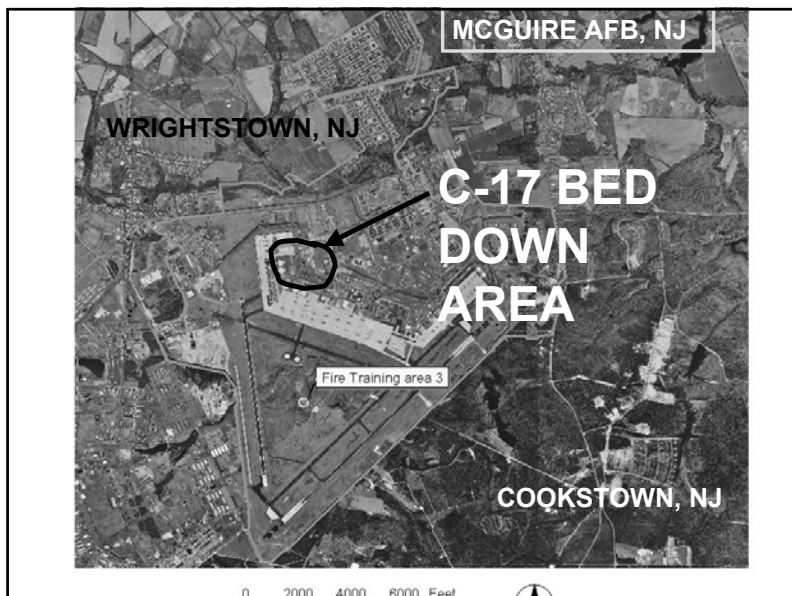 MCGUIRE AFB, NJ
WRIGHTSTOWN, NJ
C-17 BED
DOWN
AREA
Fire Training area 3
COOKSTOWN, NJ
0 2000 4000 6000 Feet